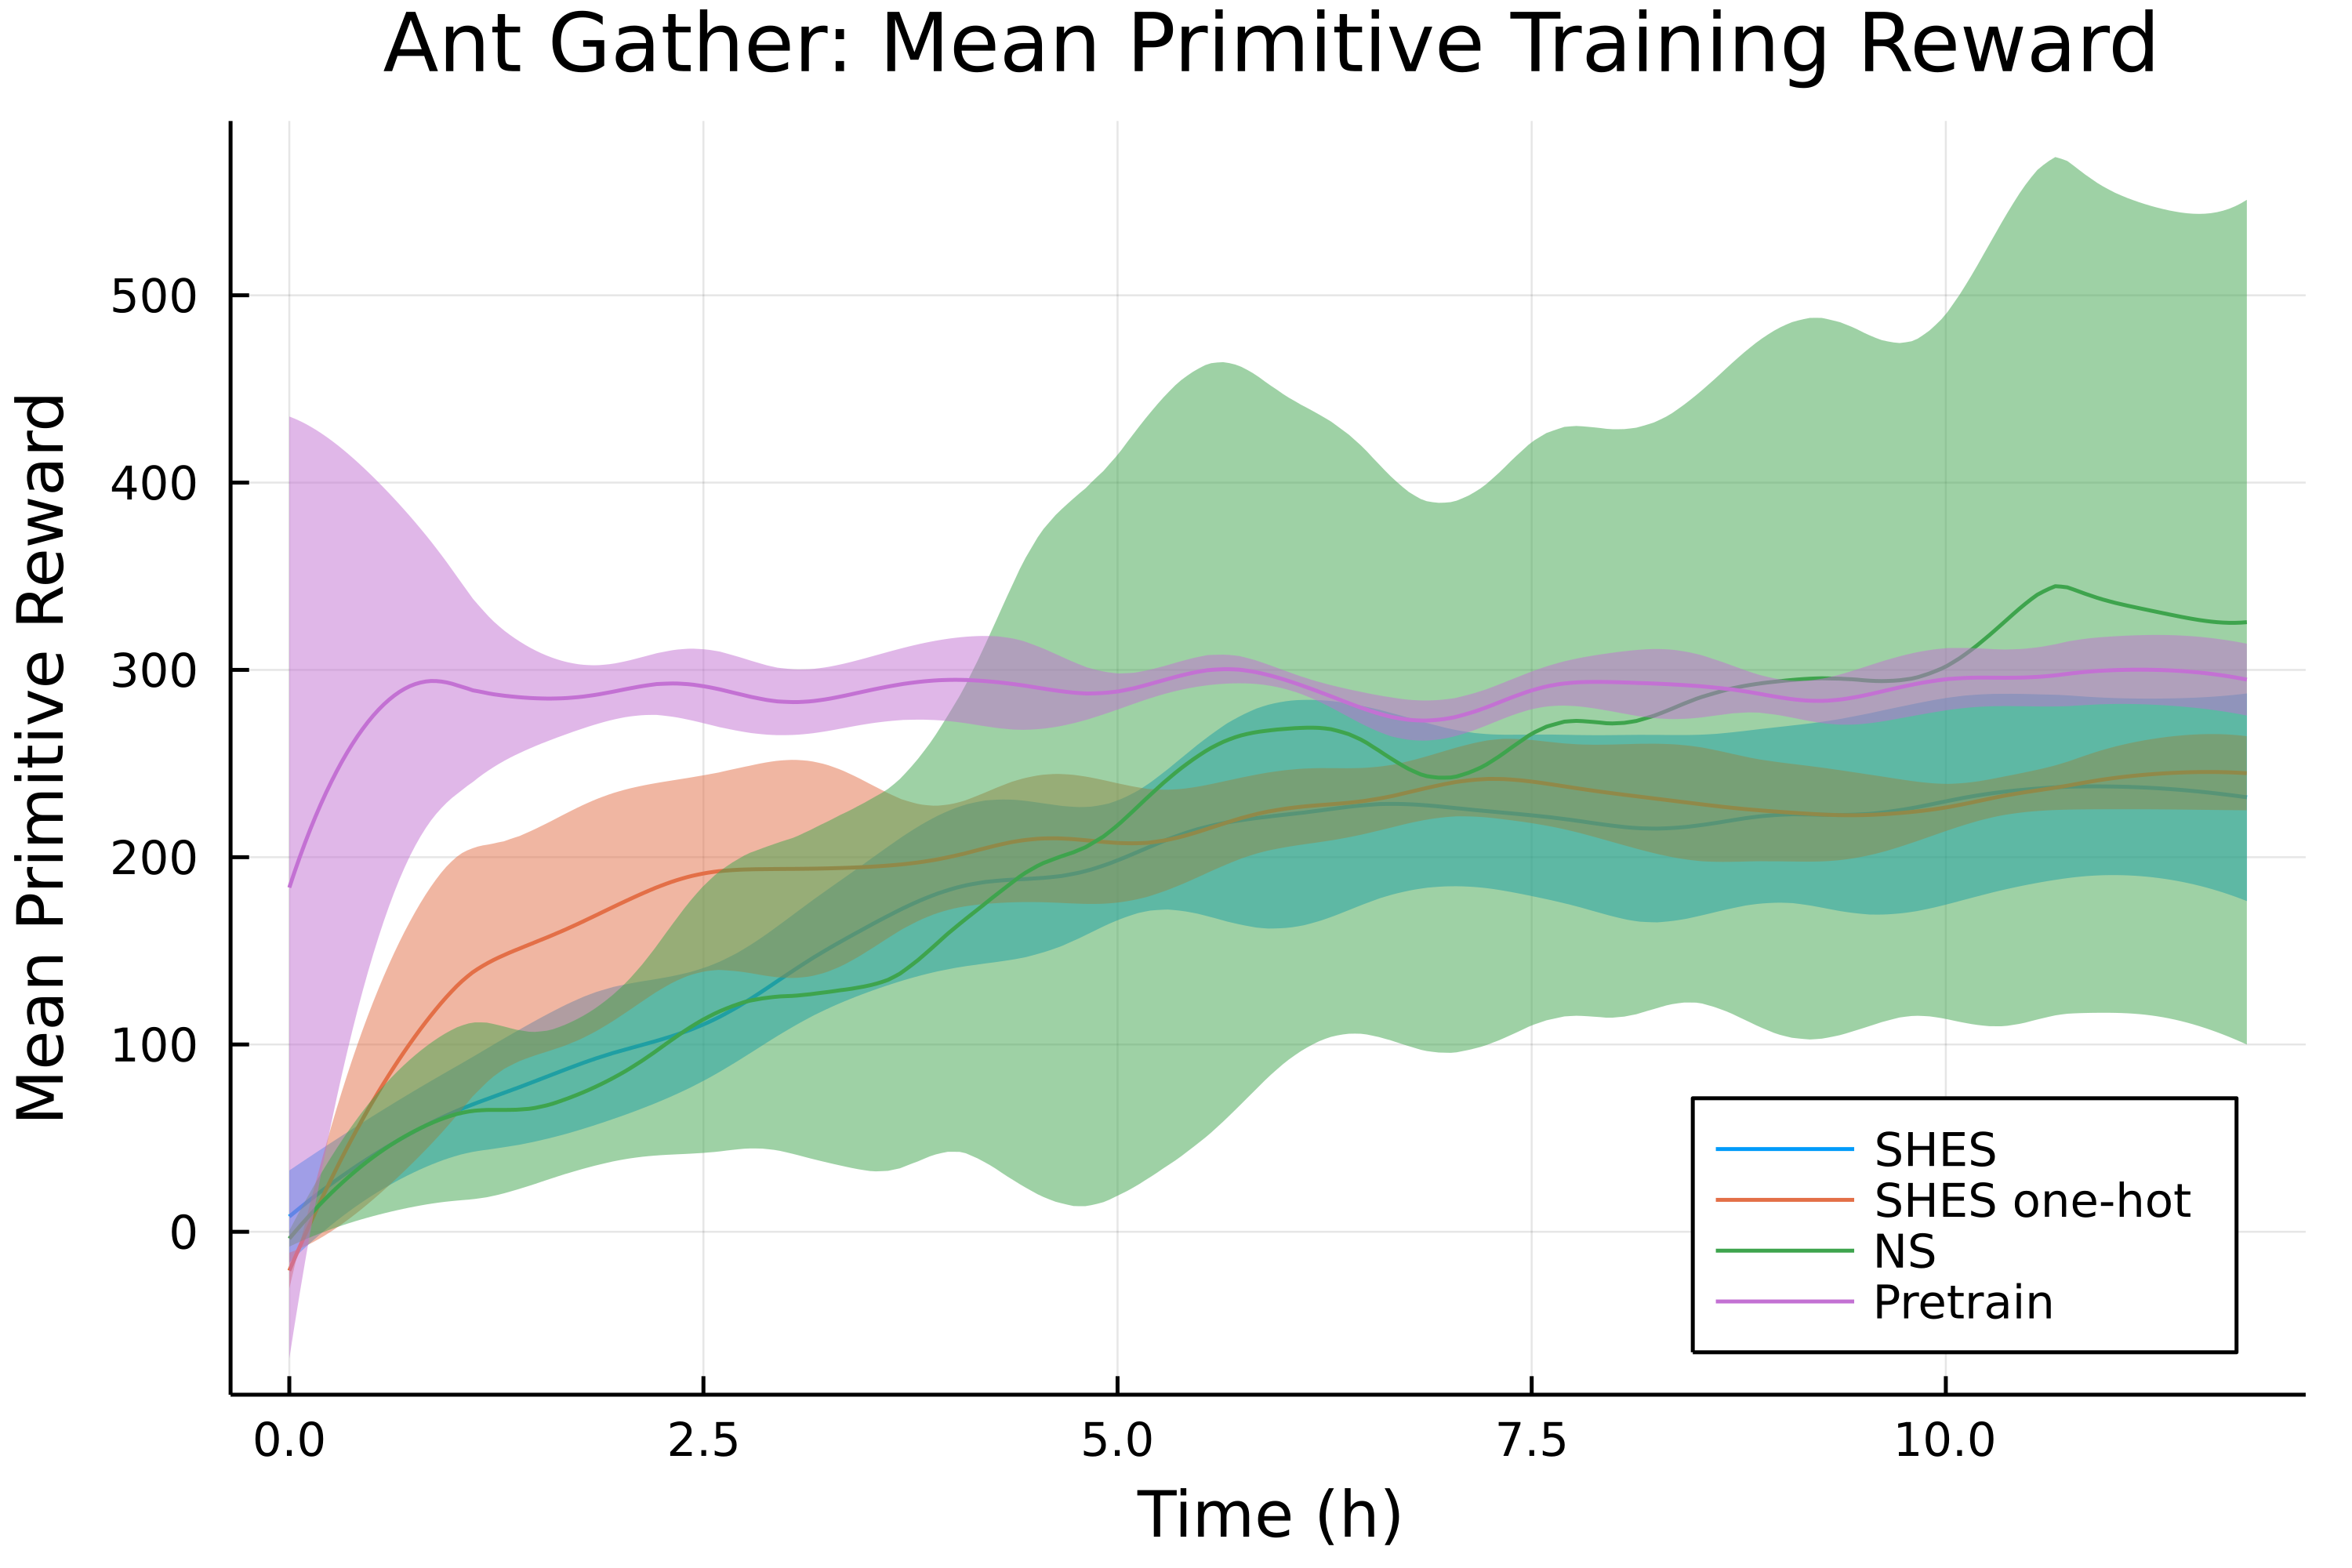 Ant Gather: Mean Primitive Training Reward
Mean Primitive Reward
500
400
300
200
100
0
0.0 2.5 5.0 7.5 10.0
Time (h)
SHES
SHES one-hot
NS
Pretrain